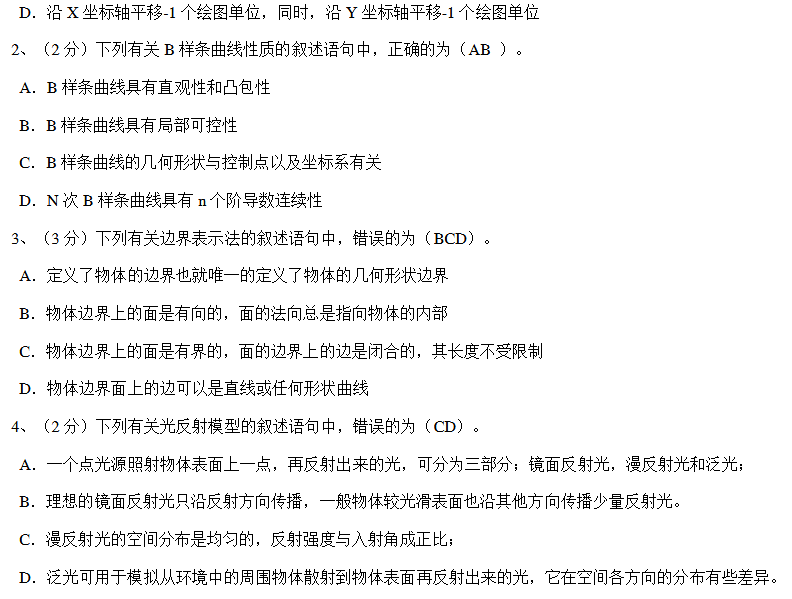 D．沿 X 坐标轴平移-1 个绘图单位，同时，沿 Y 坐标轴平移-1 个绘图单位
2、（2 分）下列有关 B 样条曲线性质的叙述语句中，正确的为（AB ）。
A．B 样条曲线具有直观性和凸包性
B．B 样条曲线具有局部可控性
C．B 样条曲线的几何形状与控制点以及坐标系有关
D．N 次 B 样条曲线具有 n 个阶导数连续性
3、（3 分）下列有关边界表示法的叙述语句中，错误的为（BCD）。
A．定义了物体的边界也就唯一的定义了物体的几何形状边界
B．物体边界上的面是有向的，面的法向总是指向物体的内部
C．物体边界上的面是有界的，面的边界上的边是闭合的，其长度不受限制
D．物体边界面上的边可以是直线或任何形状曲线
4、（2 分）下列有关光反射模型的叙述语句中，错误的为（CD）。
A．一个点光源照射物体表面上一点，再反射出来的光，可分为三部分；镜面反射光，漫反射光和泛光；
B．理想的镜面反射光只沿反射方向传播，一般物体较光滑表面也沿其他方向传播少量反射光。
C．漫反射光的空间分布是均匀的，反射强度与入射角成正比；
D．泛光可用于模拟从环境中的周围物体散射到物体表面再反射出来的光，它在空间各方向的分布有些差异。